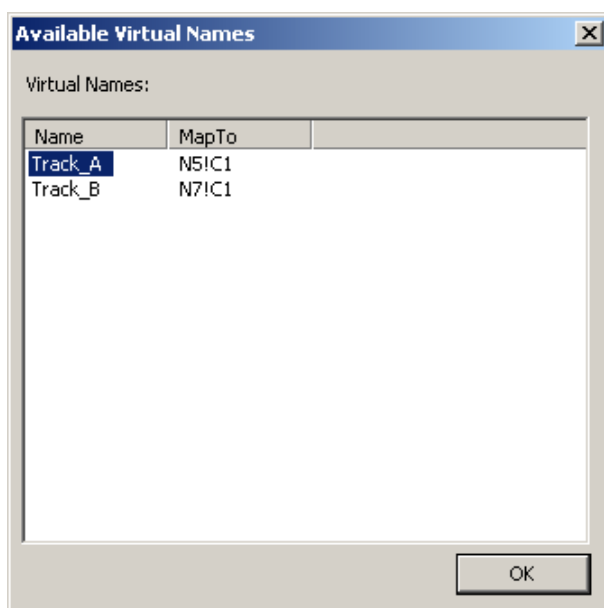 Available Virtual Names
Virtual Names:
Name MapTo
Track_A N5!C1
Track_B N7!C1
OK